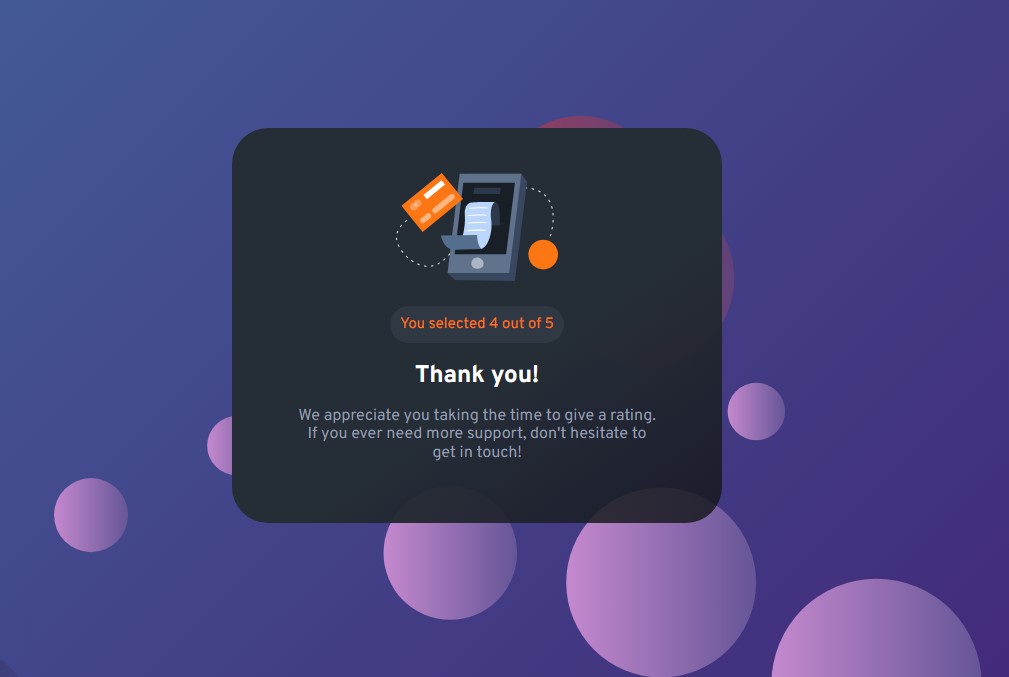 You selected 4 out of 5
Thank you!
We appreciate you taking the time to give a rating.
If you ever need more support, don't hesitate to
get in touch!